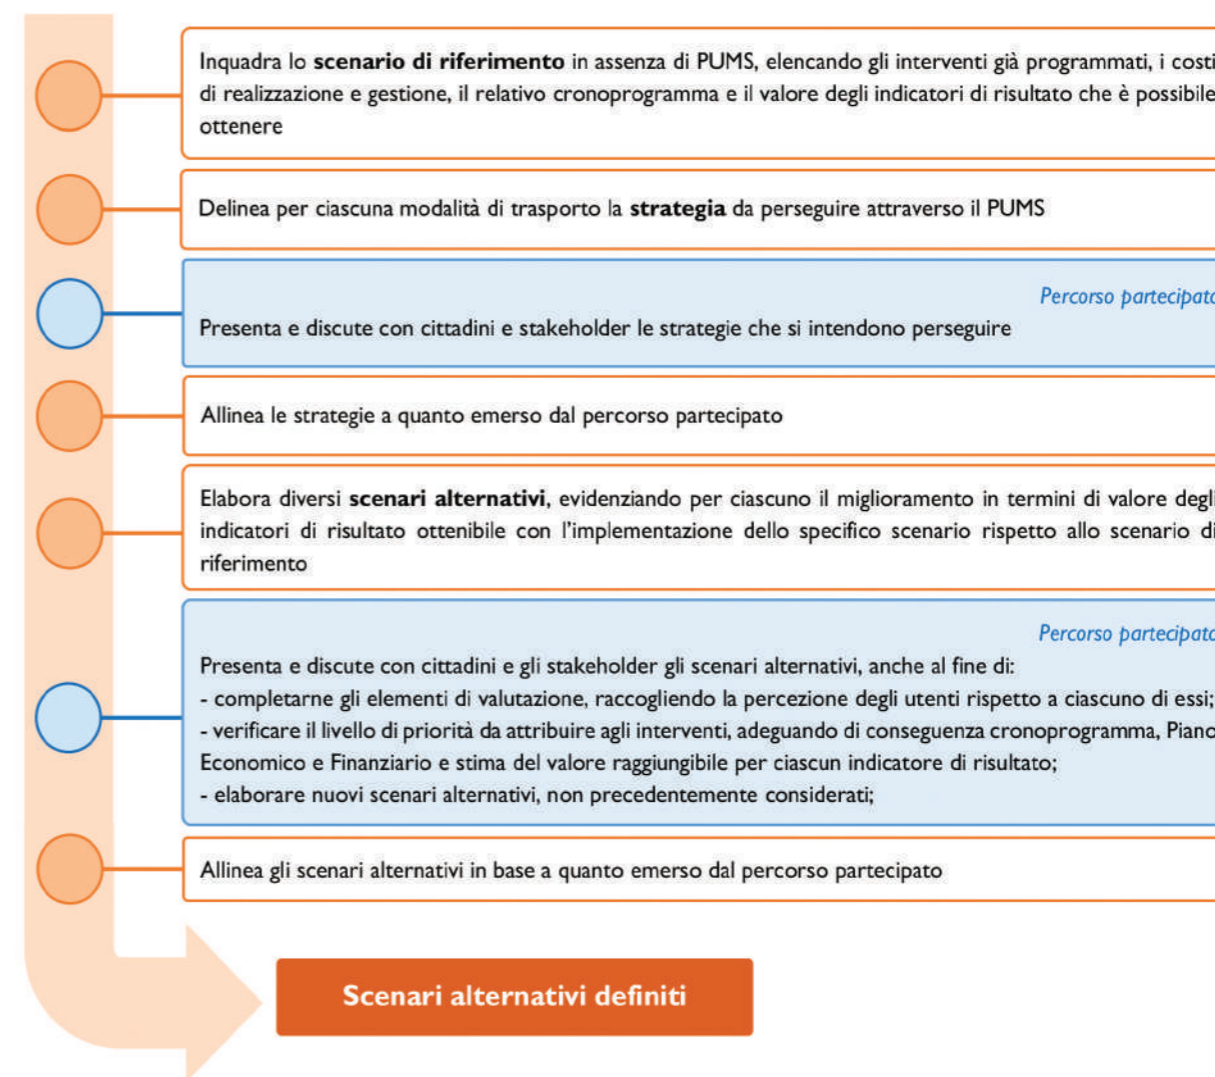 Inquadra lo scenario di riferimento in assenza di PUMS, elencando gli interventi già programmati, i costi
di realizzazione e gestione, il relativo cronoprogramma e il valore degli indicatori di risultato che è possibile
ottenere
Delinea per ciascuna modalità di trasporto la strategia da perseguire attraverso il PUMS
Percorso partecipato
Presenta e discute con cittadini e stakeholder le strategie che si intendono perseguire
Allinea le strategie a quanto emerso dal percorso partecipato
Elabora diversi scenari alternativi, evidenziando per ciascuno il miglioramento in termini di valore degli
indicatori di risultato ottenibile con l'implementazione dello specifico scenario rispetto allo scenario di
riferimento
Percorso partecipato
Presenta e discute con cittadini e gli stakeholder gli scenari alternativi, anche al fine di:
- completarne gli elementi di valutazione, raccogliendo la percezione degli utenti rispetto a ciascuno di essi;
- verificare il livello di priorità da attribuire agli interventi, adeguando di conseguenza cronoprogramma, Piano
Economico e Finanziario e stima del valore raggiungibile per ciascun indicatore di risultato;
- elaborare nuovi scenari alternativi, non precedentemente considerati;
Allinea gli scenari alternativi in base a quanto emerso dal percorso partecipato
Scenari alternativi definiti